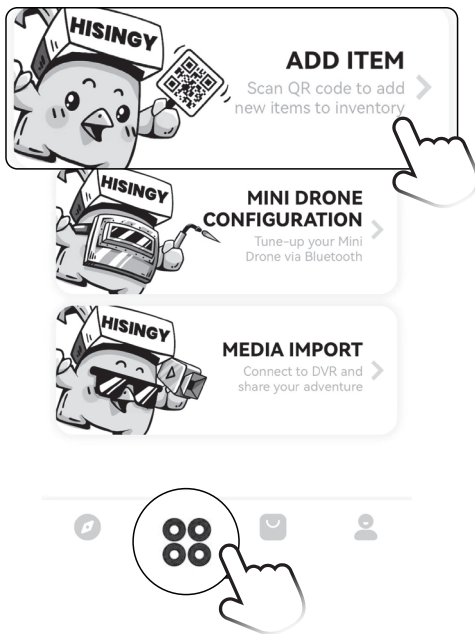 HISINGY
ADD ITEM
Scan QR code to add
new items to inventory
HISINGY
MINI DRONE
CONFIGURATION
Tune-up your Mini
Drone via Bluetooth
HISINGY
MEDIA IMPORT
Connect to DVR and
share your adventure